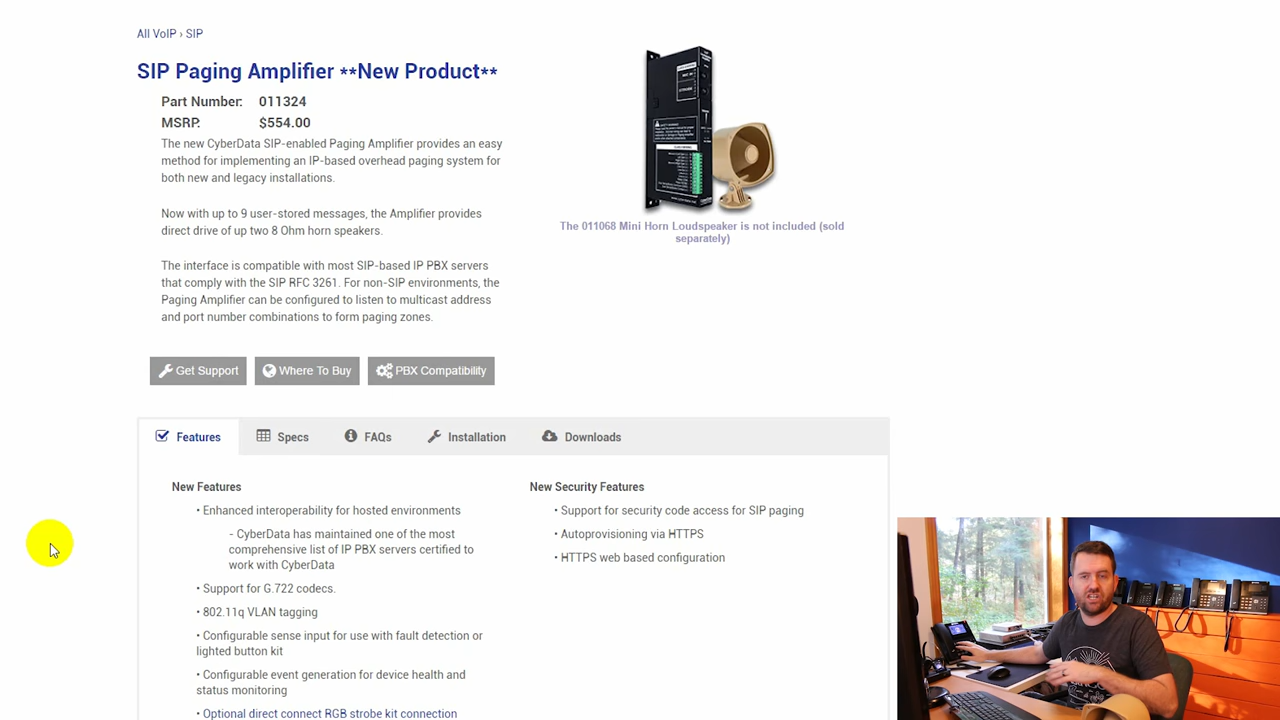 All VoIP › SIP
SIP Paging Amplifier **New Product**
Part Number: 011324
MSRP: $554.00
The new CyberData SIP-enabled Paging Amplifier provides an easy
method for implementing an IP-based overhead paging system for
both new and legacy installations.
Now with up to 9 user-stored messages, the Amplifier provides
direct drive of up two 8 Ohm horn speakers.
The interface is compatible with most SIP-based IP PBX servers
that comply with the SIP RFC 3261. For non-SIP environments, the
Paging Amplifier can be configured to listen to multicast address
and port number combinations to form paging zones.
The 011068 Mini Horn Loudspeaker is not included (sold
separately)
Get Support
Where To Buy
PBX Compatibility
Features
Specs
FAQs
Installation
Downloads
New Features
• Enhanced interoperability for hosted environments
- CyberData has maintained one of the most
comprehensive list of IP PBX servers certified to
work with CyberData
• Support for G.722 codecs.
• 802.11q VLAN tagging
• Configurable sense input for use with fault detection or
lighted button kit
• Configurable event generation for device health and
status monitoring
• Optional direct connect RGB strobe kit connection
New Security Features
• Support for security code access for SIP paging
• Autoprovisioning via HTTPS
• HTTPS web based configuration